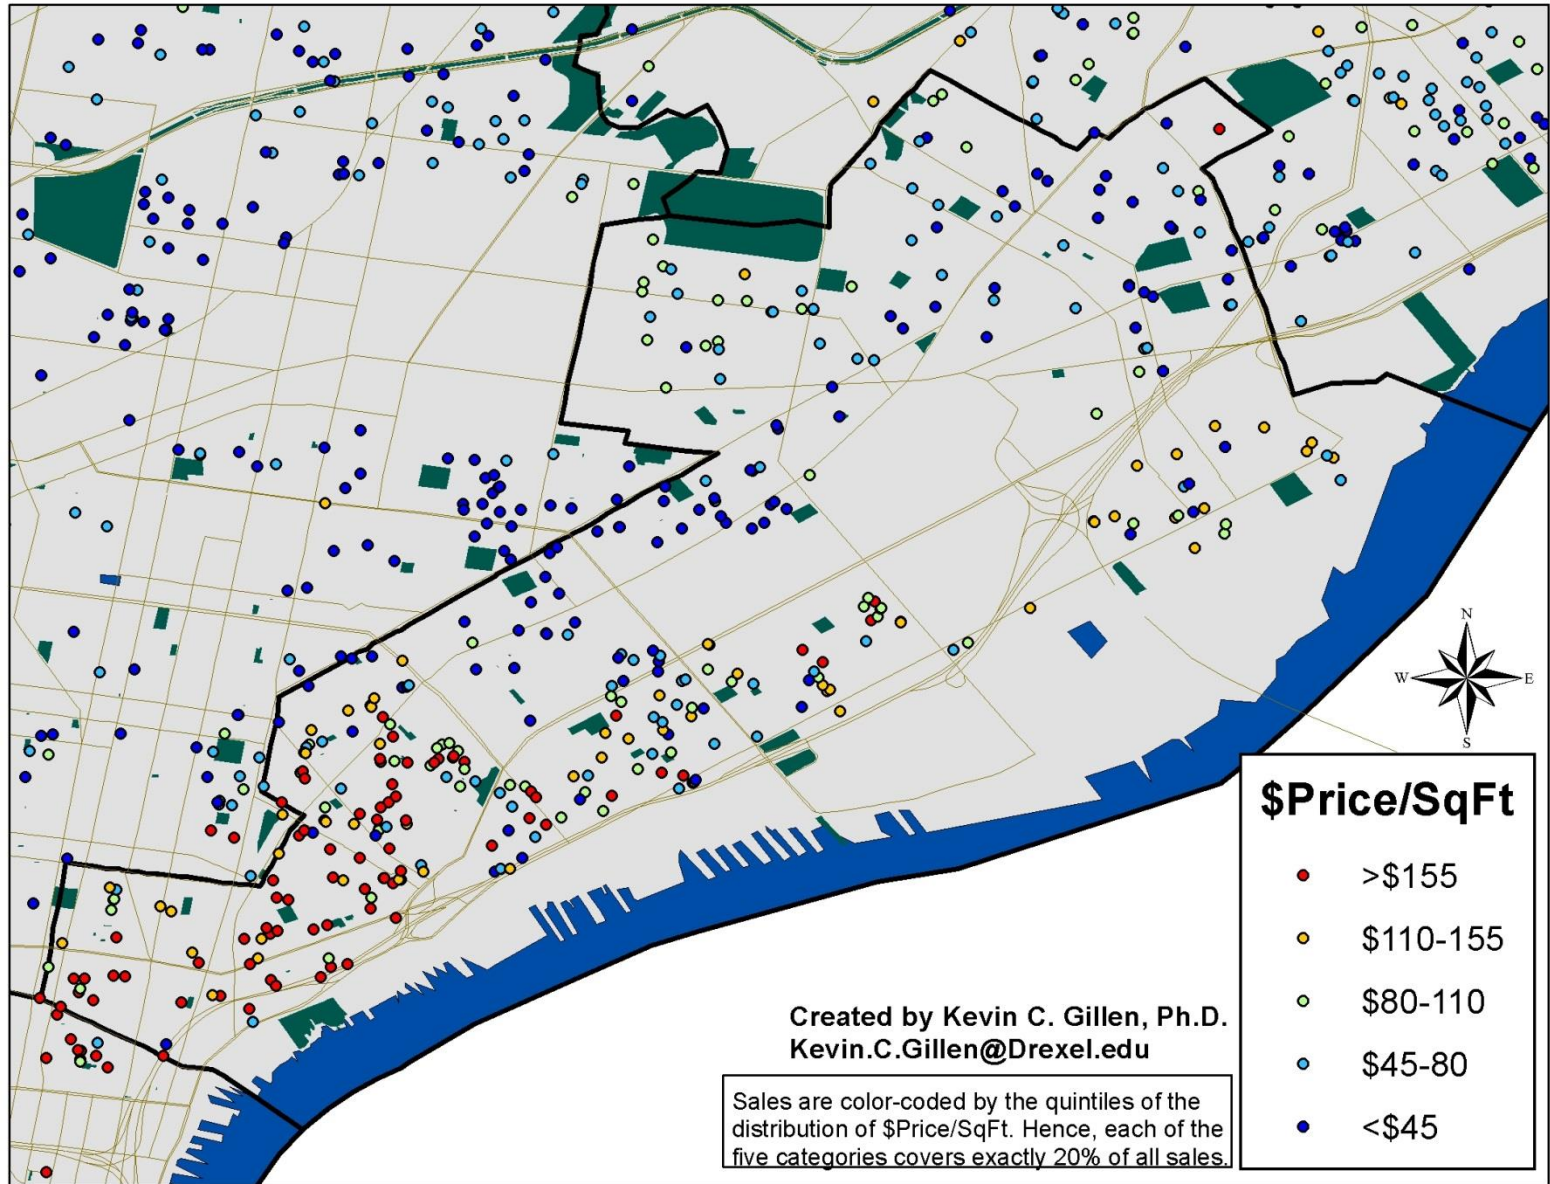 N
W E
S
$Price/SqFt
>$155
$110-155
$80-110
$45-80
<$45
Created by Kevin C. Gillen, Ph.D.
Kevin.C.Gillen@Drexel.edu
Sales are color-coded by the quintiles of the
distribution of $Price/SqFt. Hence, each of the
five categories covers exactly 20% of all sales.